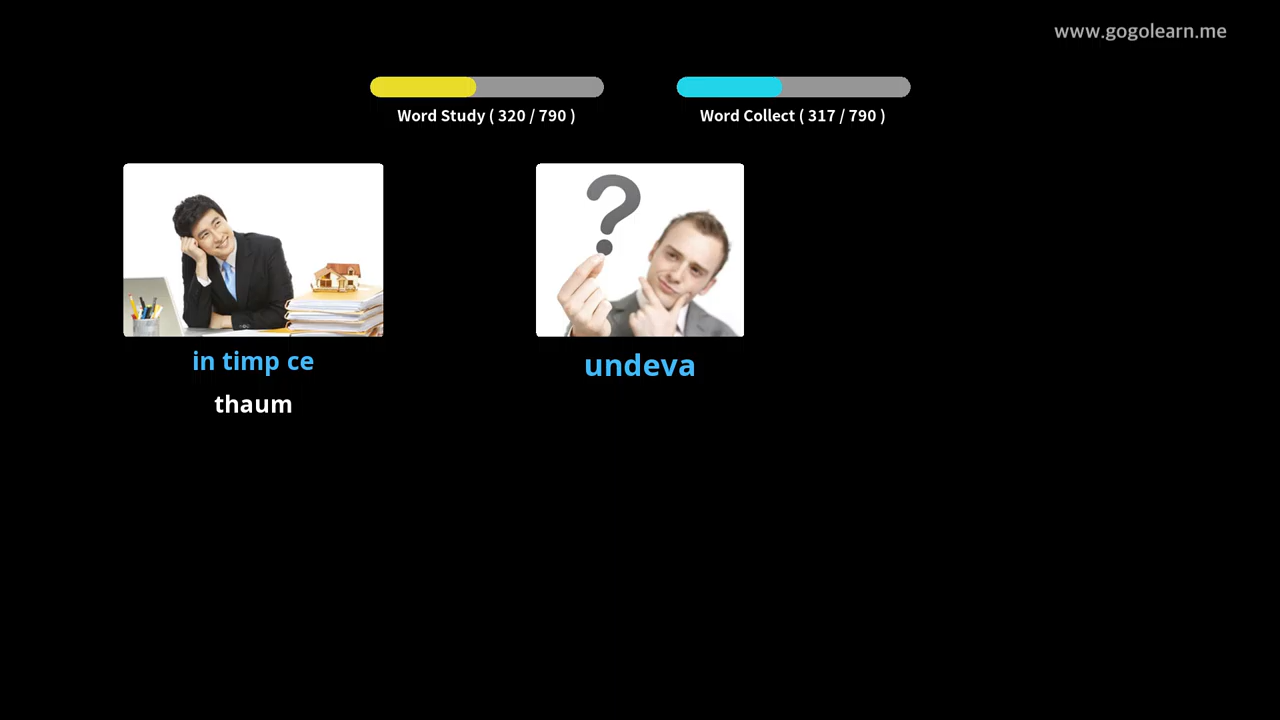 www.gogolearn.me
Word Study ( 320 / 790 )
Word Collect ( 317 / 790 )
?
in timp ce
thaum
undeva